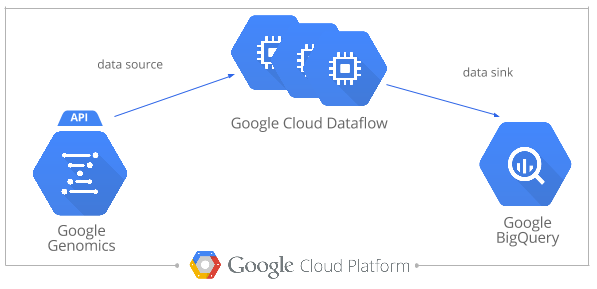 data source
data sink
Google Cloud Dataflow
API
Google
Genomics
Google
BigQuery
Google Cloud Platform